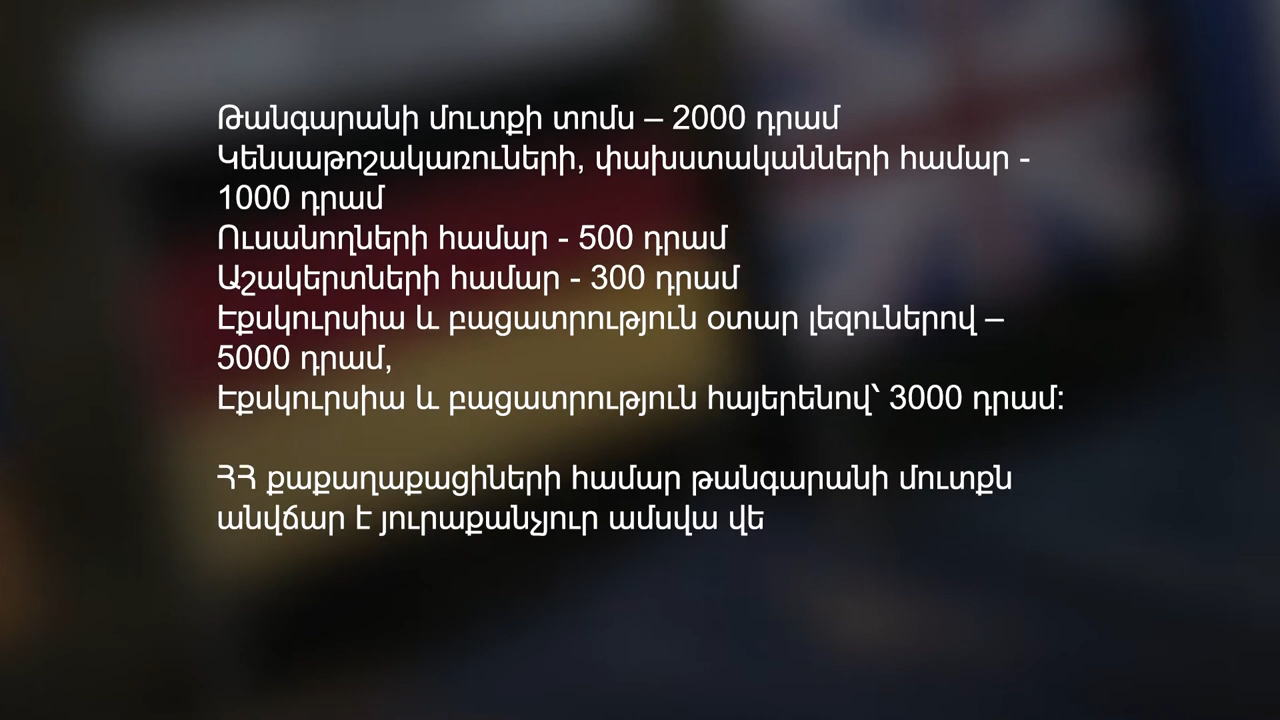 Թանգարանի մուտքի տոմս – 2000 դրամ
Կենսաթոշակառուների, փախստականների համար -
1000 դրամ
Ուսանողների համար - 500 դրամ
Աշակերտների համար - 300 դրամ
Էքսկուրսիա և բացատրություն օտար լեզուներով –
5000 դրամ,
Էքսկուրսիա և բացատրություն հայերենով՝ 3000 դրամ:
ՀՀ քաքաղաքացիների համար թանգարանի մուտքն
անվճար է յուրաքանչյուր ամսվա վե